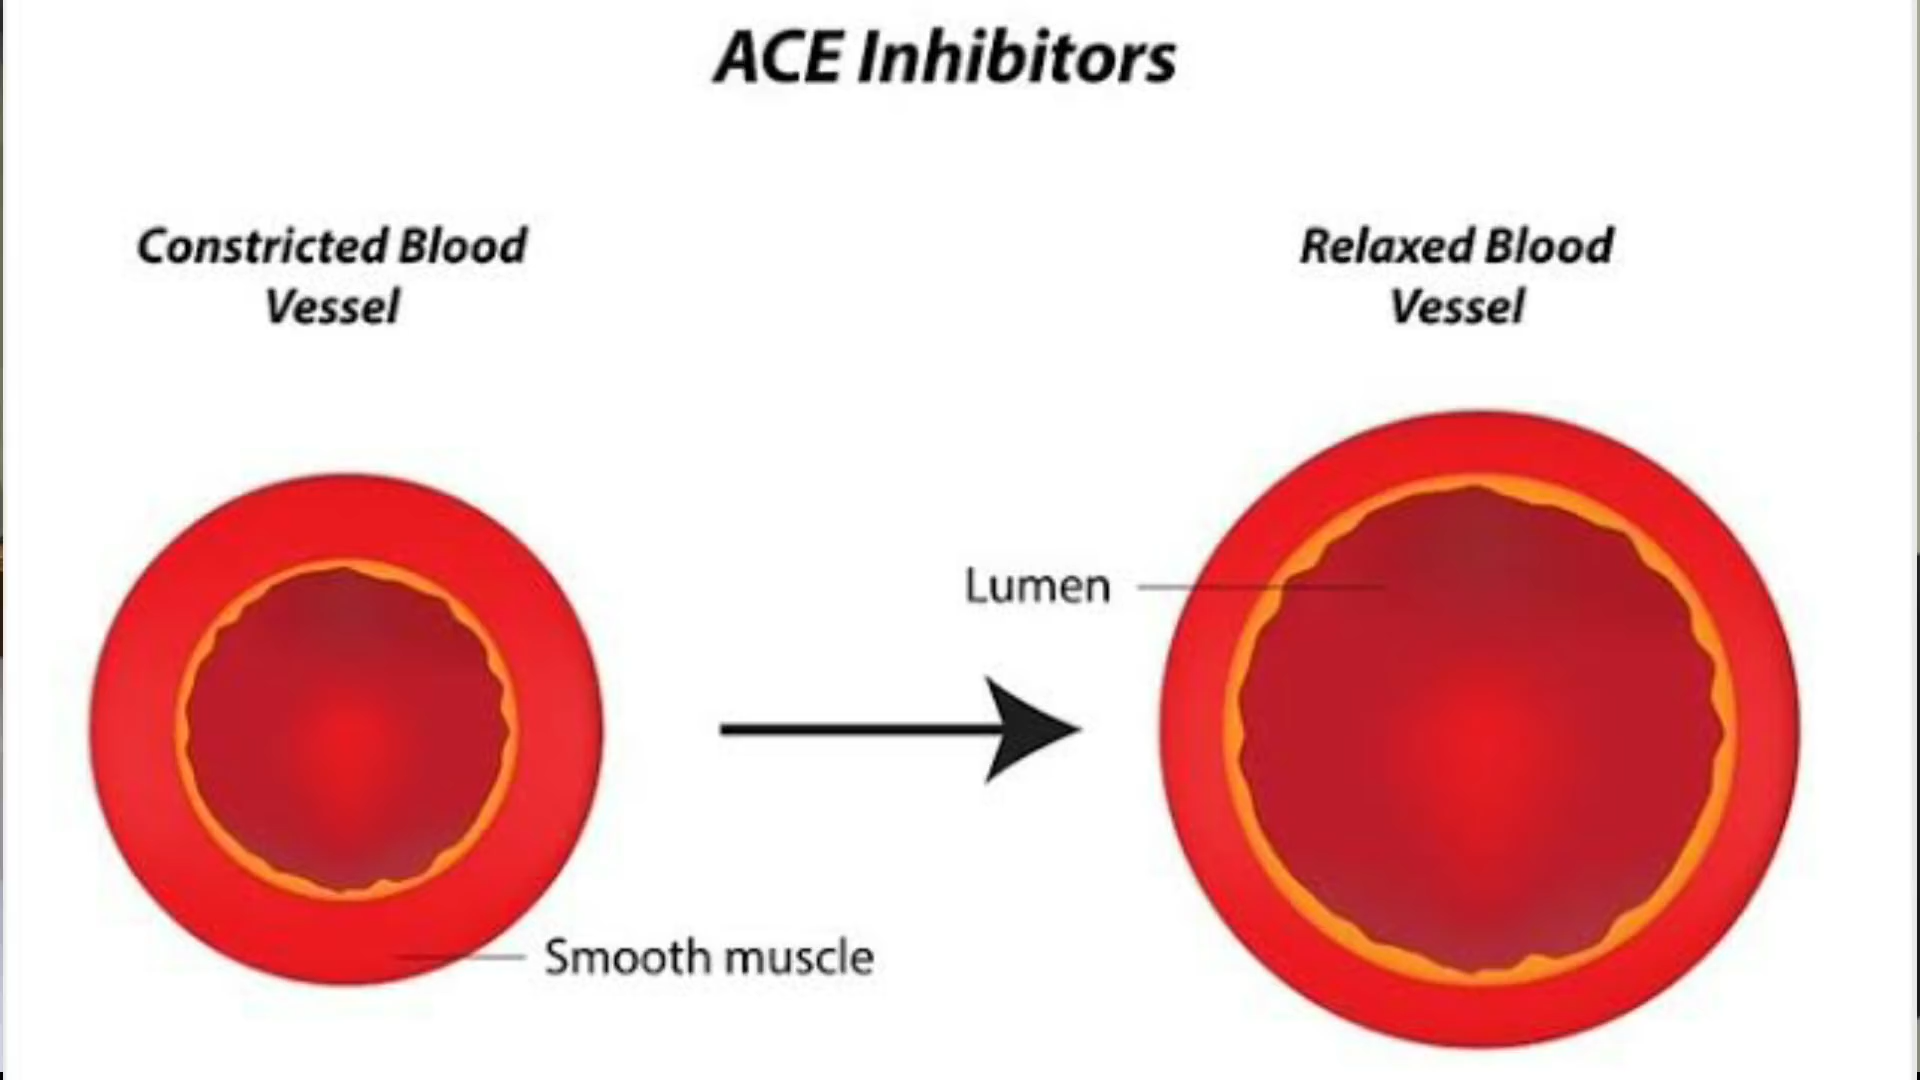 ACE Inhibitors
Constricted Blood
Vessel
Relaxed Blood
Vessel
Lumen
Smooth muscle